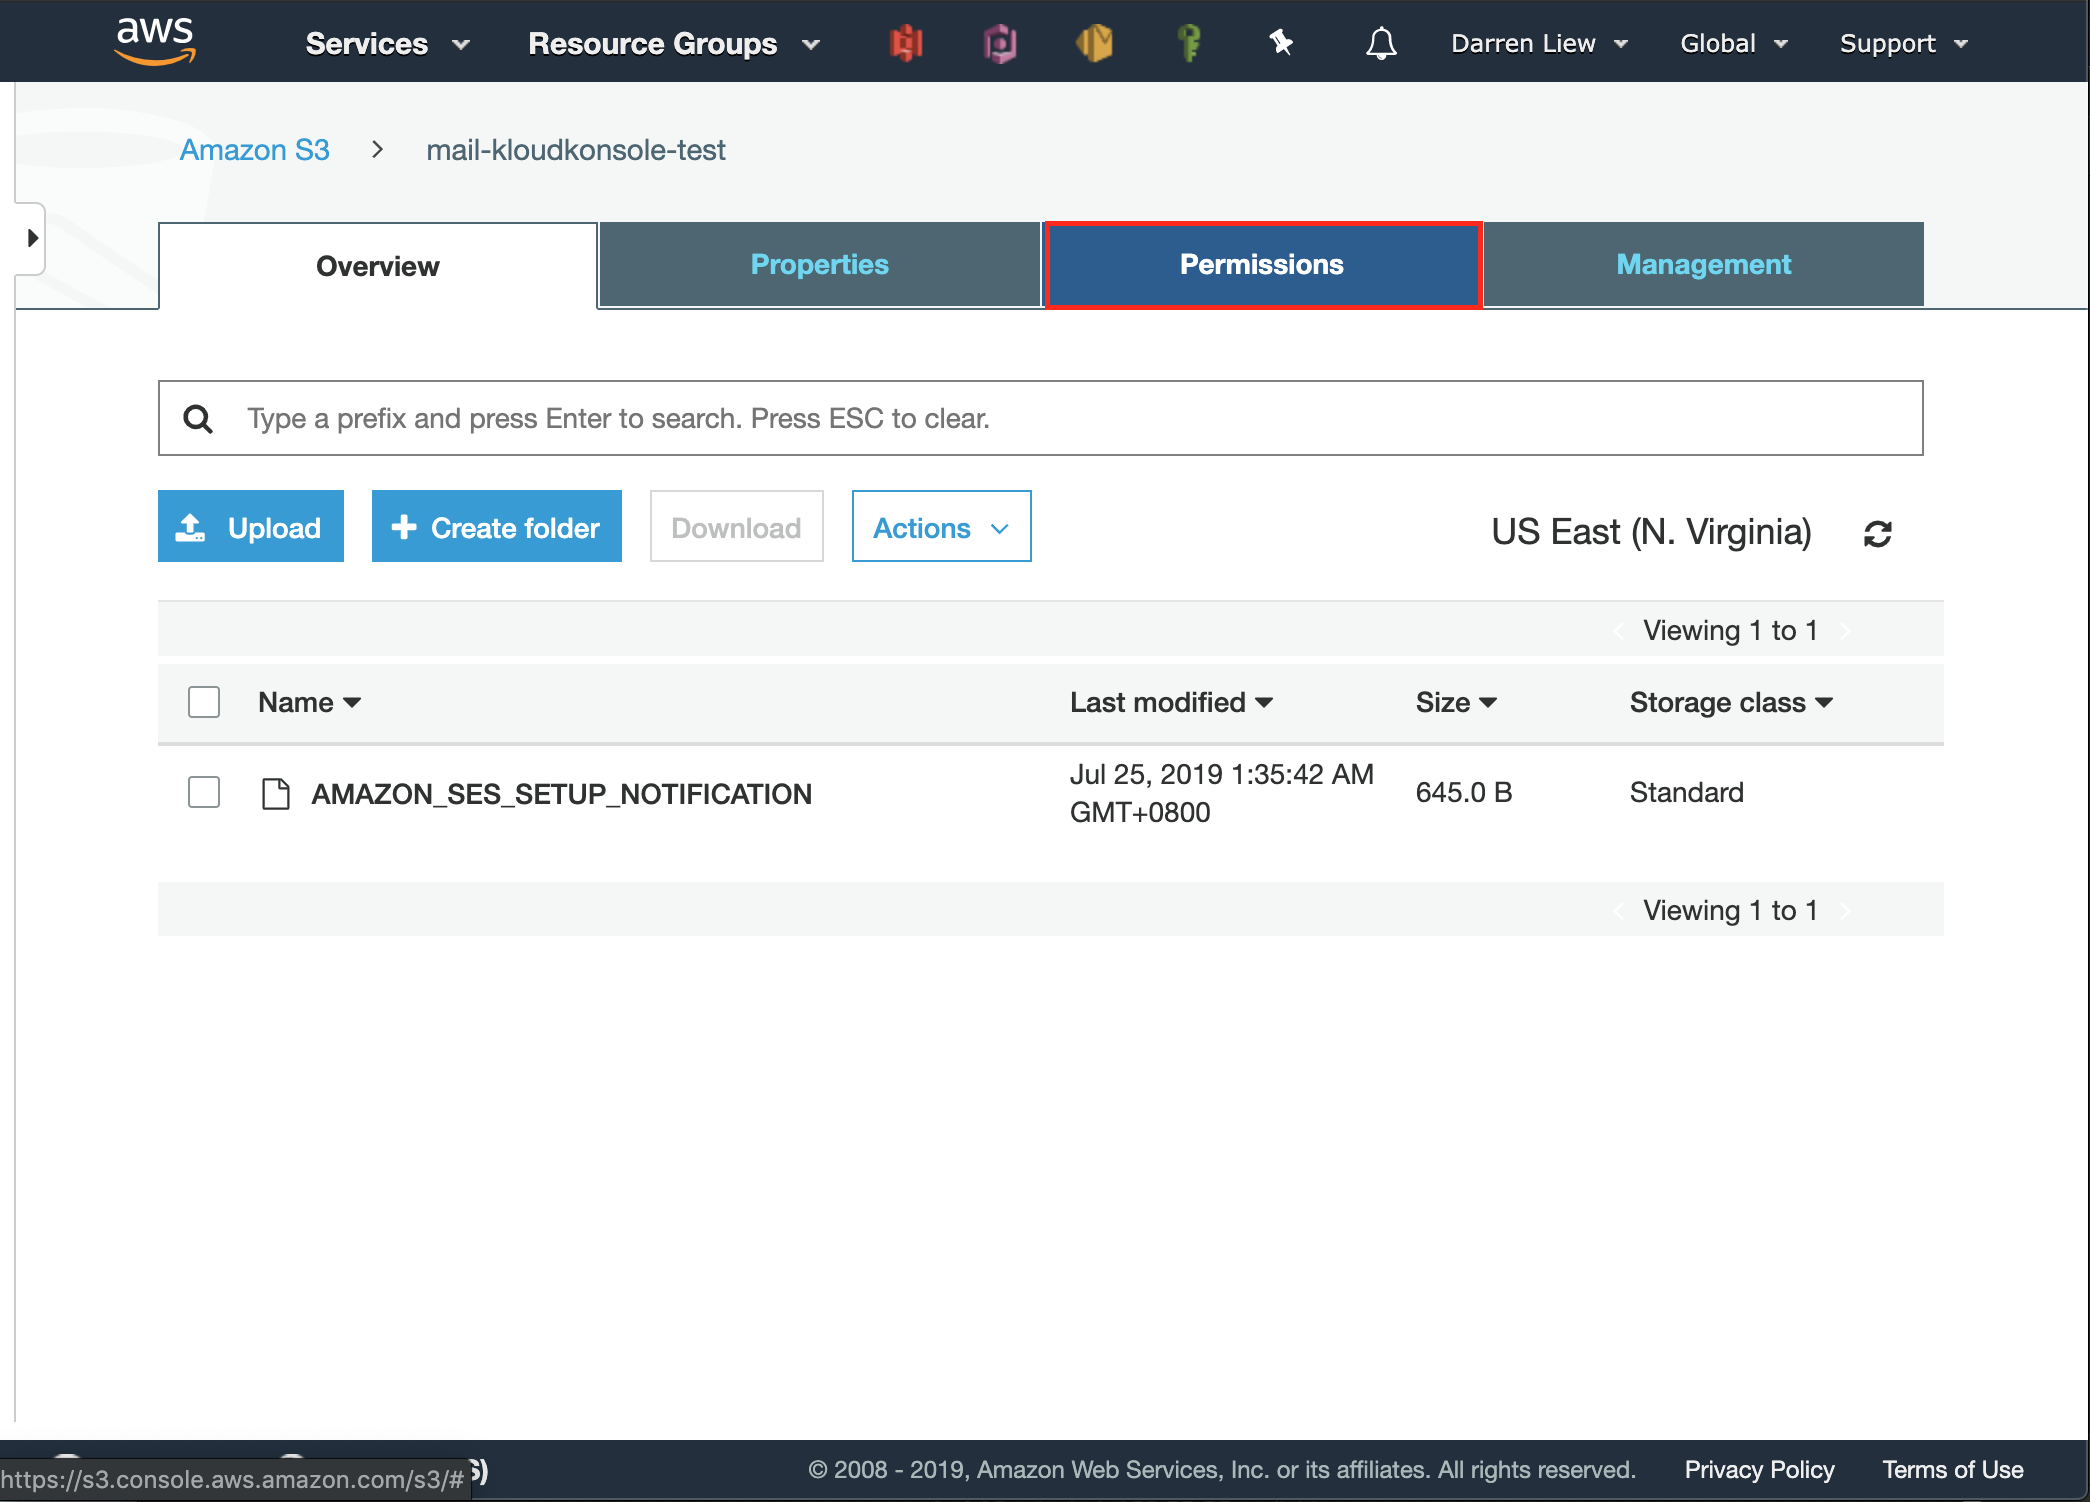 aws Services Resource Groups Darren Liew Global Support
Amazon S3 > mail-kloudkonsole-test
Overview Properties Permissions Management
Type a prefix and press Enter to search. Press ESC to clear.
Upload Create folder Download Actions US East (N. Virginia)
Viewing 1 to 1
Name Last modified Size Storage class
AMAZON_SES_SETUP_NOTIFICATION Jul 25, 2019 1:35:42 AM GMT+0800 645.0 B Standard
Viewing 1 to 1
https://s3.console.aws.amazon.com/s3/# © 2008 - 2019, Amazon Web Services, Inc. or its affiliates. All rights reserved. Privacy Policy Terms of Use